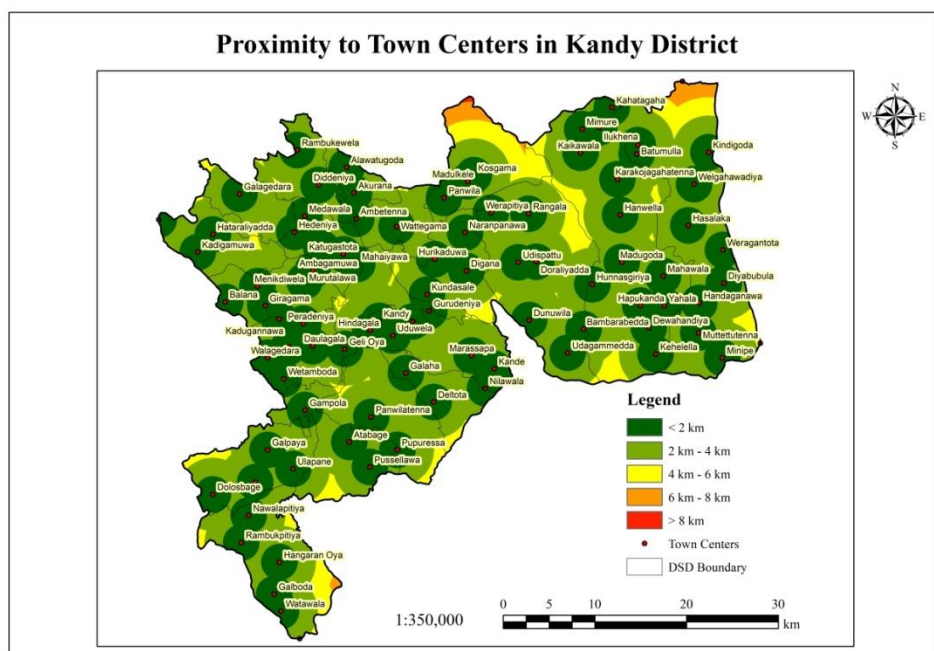 Proximity to Town Centers in Kandy District
N
W
E
S
Kahatagaha
Mimure
Ilukhena
Rambukewela
Kaikawala
Batumulla
Kindigoda
Alawatugoda
Kosgama
Madulkele
Karakojagahatenna
Welgahawadiya
Diddeniya
Galagedara
Akurana
Panwila
Medawala
Ambetenna
Werapitiya
Rangala
Hanwella
Hasalaka
Hataraliyadda
Hedeniya
Wattegama
Naranpanawa
Kadigamuwa
Katugastota
Mahaiyawa
Hurikaduwa
Weragantota
Ambagamuwa
Digana
Udispattu
Madugoda
Menikdiwela
Murutalawa
Doraliyadda
Hunnasgiriya
Mahawala
Diyabubula
Balana
Giragama
Kundasale
Hapukanda
Yahala
Handaganawa
Peradeniya
Kandy
Gurudeniya
Dunuwila
Kadugannawa
Hindagala
Uduwela
Bambarabedda
Dewahandiya
Muttettutenna
Daulagala
Geli Oya
Walagedara
Marassapa
Udagammedda
Kehelella
Minipe
Kande
Wetamboda
Galaha
Nilawala
Gampola
Panwilatenna
Deltota
Legend
< 2 km
2 km - 4 km
4 km - 6 km
6 km - 8 km
> 8 km
Town Centers
DSD Boundary
Galpaya
Atabage
Pupuressa
Ulapane
Pussellawa
Dolosbage
Nawalapitiya
Rambukpitiya
Hangaran Oya
Galboda
Watawala
1:350,000
0 5 10 20 30
km